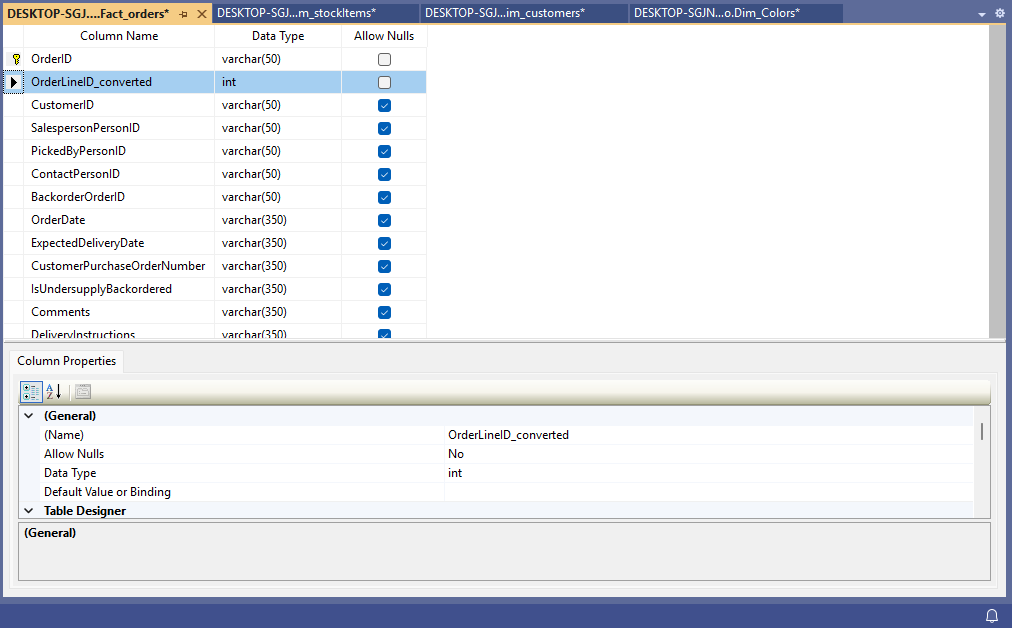 DESKTOP-SGJ....Fact_orders* DESKTOP-SGJ...m_stockItems* DESKTOP-SGJ...im_customers* DESKTOP-SGJN...o.Dim_Colors*
Column Name Data Type Allow Nulls
OrderID varchar(50)
OrderLineID_converted int
CustomerID varchar(50)
SalespersonPersonID varchar(50)
PickedByPersonID varchar(50)
ContactPersonID varchar(50)
BackorderOrderID varchar(50)
OrderDate varchar(350)
ExpectedDeliveryDate varchar(350)
CustomerPurchaseOrderNumber varchar(350)
IsUndersupplyBackordered varchar(350)
Comments varchar(350)
DeliveryInstructions varchar(350)
Column Properties
A
Z
(General)
(Name) OrderLineID_converted
Allow Nulls No
Data Type int
Default Value or Binding
Table Designer
(General)